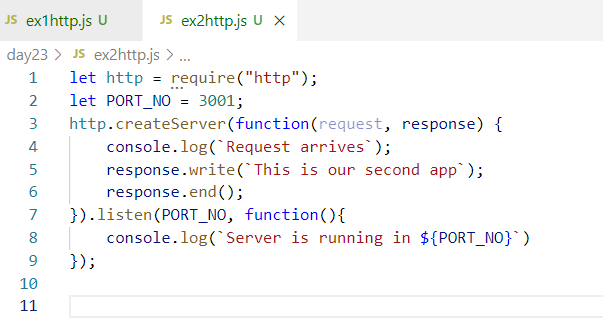 JS ex1http.js U
JS ex2http.js U ×
day23 > JS ex2http.js > ...
1 let http = require("http");
2 let PORT_NO = 3001;
3 http.createServer(function(request, response) {
4     console.log(`Request arrives`);
5     response.write(`This is our second app`);
6     response.end();
7 }).listen(PORT_NO, function(){
8     console.log(`Server is running in ${PORT_NO}`)
9 });
10
11